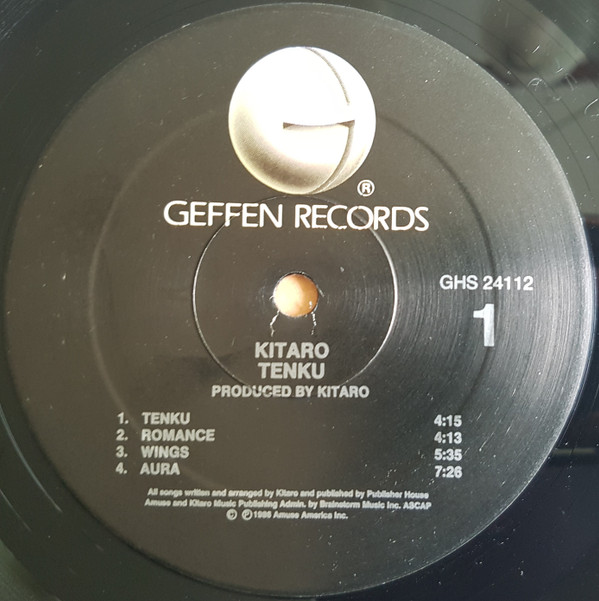 ®
GEFFEN RECORDS
GHS 24112
1
KITARO
TENKU
PRODUCED BY KITARO
1. TENKU 4:15
2. ROMANCE 4:13
3. WINGS 5:35
4. AURA 7:26
All songs written and arranged by Kitaro and published by Publisher House
Amuse and Kitaro Music Publishing Admin. by Brainstorm Music Inc. ASCAP
© ℗ 1986 Amuse America Inc.